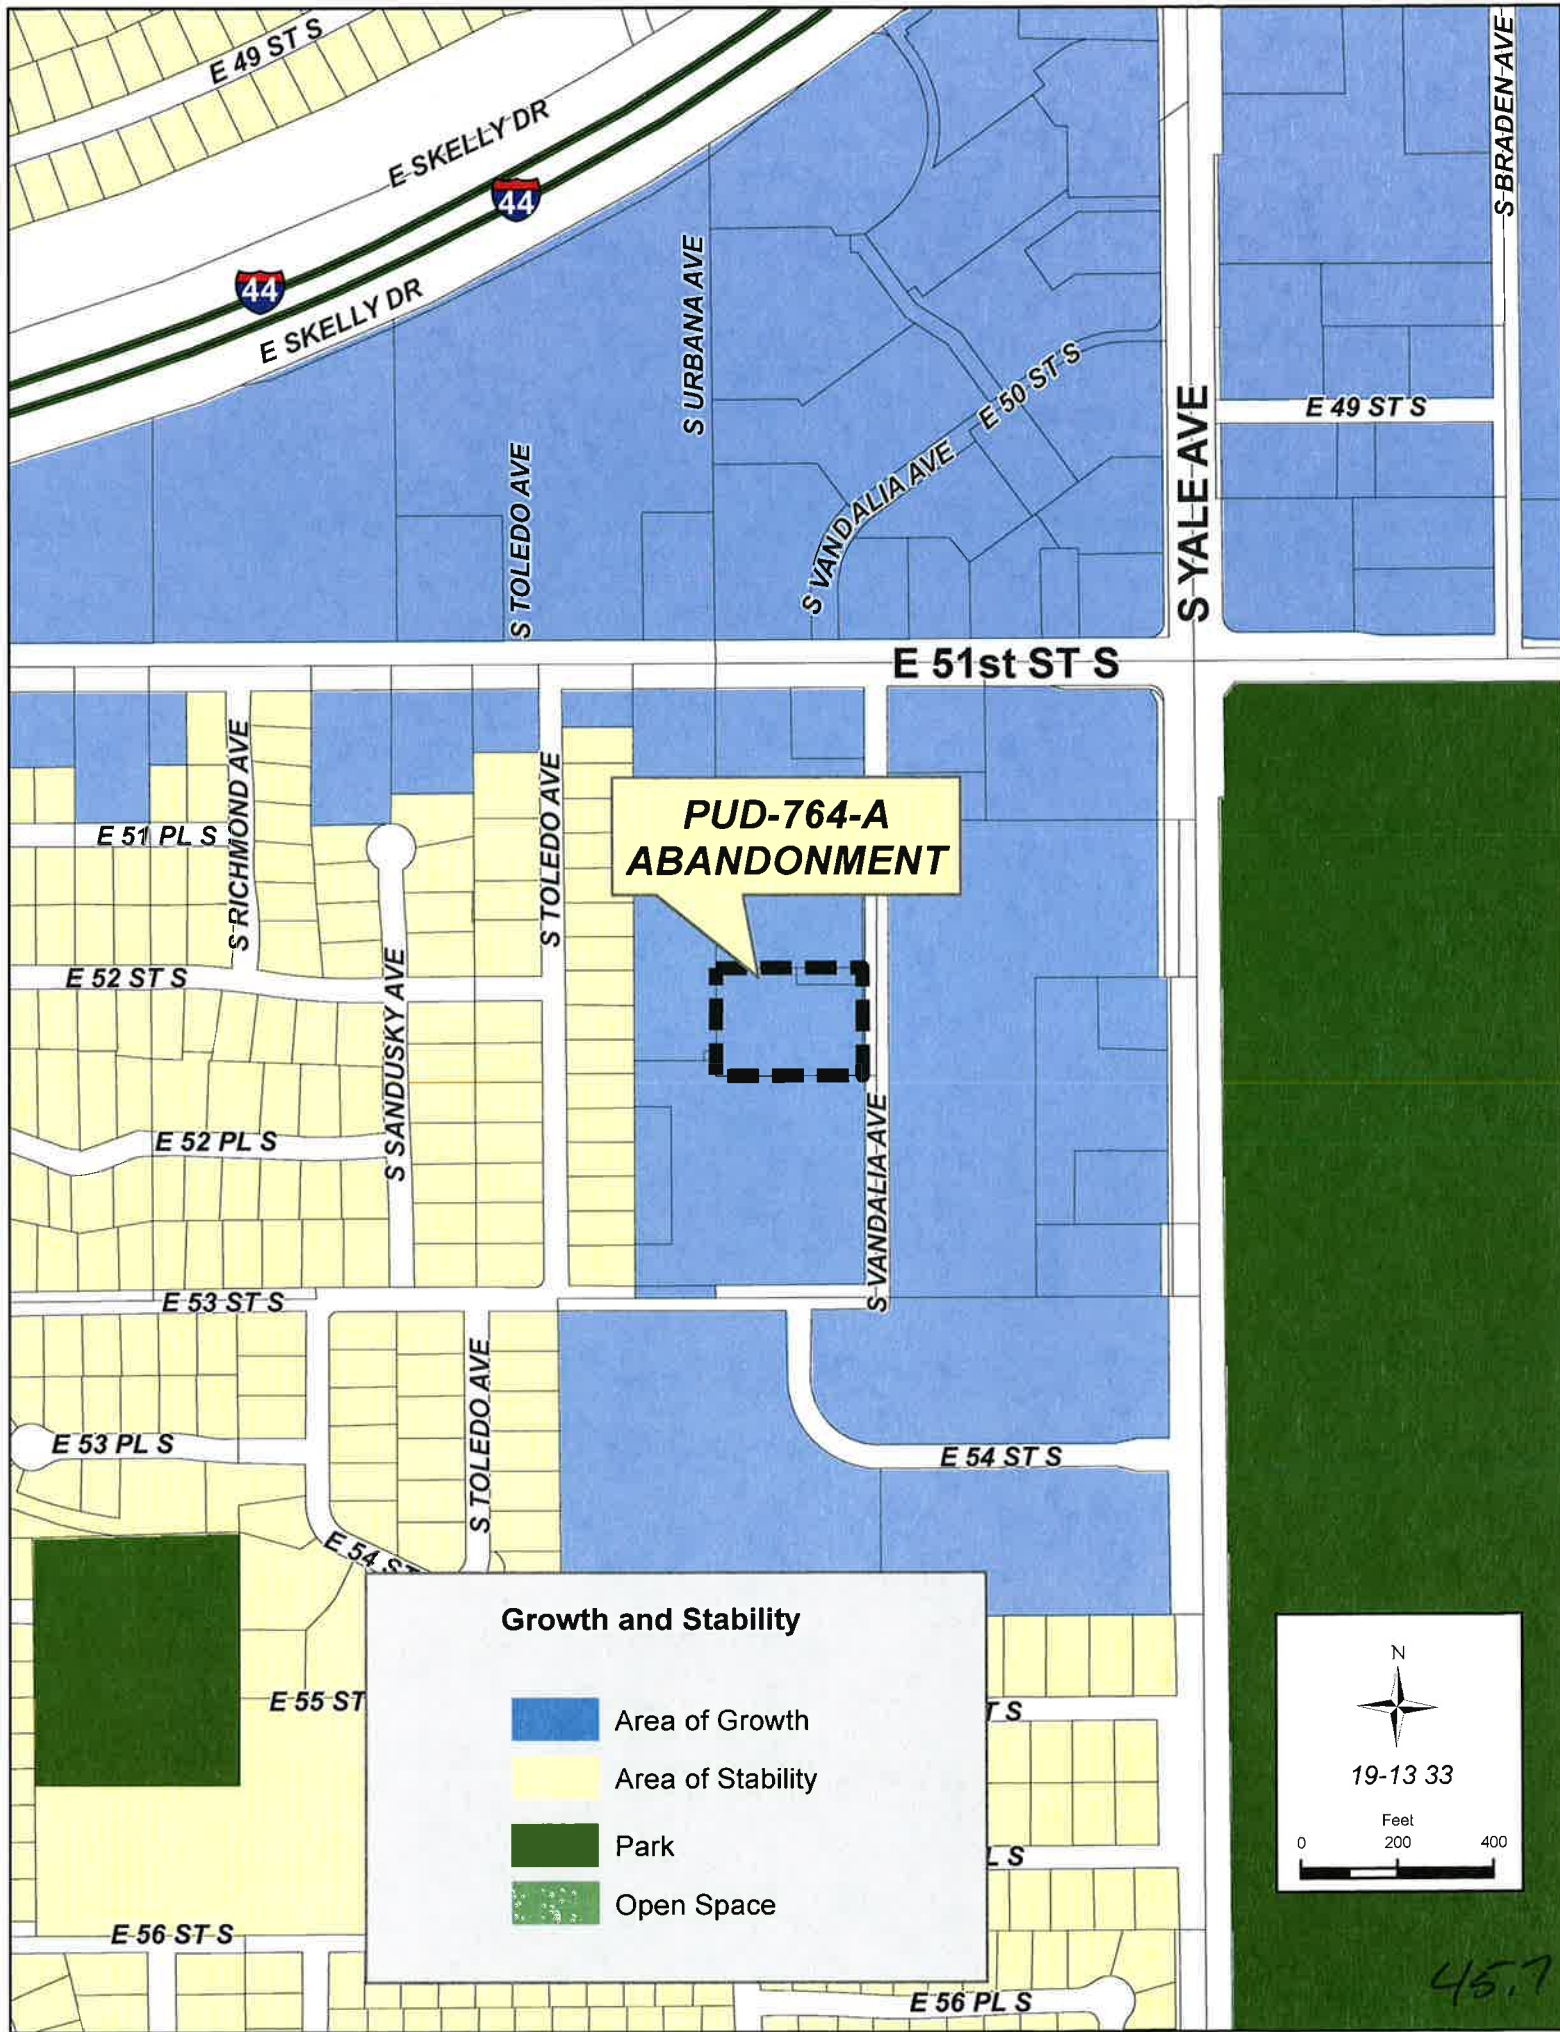 E 49 ST S
E SKELLY DR
44
44
E SKELLY DR
S URBANA AVE
S TOLEDO AVE
S VANDALIA AVE
E 50 ST S
S YALE AVE
S BRADEN AVE
E 49 ST S
E 51st ST S
E 51 PL S
S RICHMOND AVE
S TOLEDO AVE
PUD-764-A
ABANDONMENT
E 52 ST S
S SANDUSKY AVE
E 52 PL S
S VANDALIA AVE
E 53 ST S
E 53 PL S
S TOLEDO AVE
E 54 ST S
E 54 ST
E 55 ST
T S
L S
E 56 ST S
E 56 PL S
Growth and Stability
Area of Growth
Area of Stability
Park
Open Space
N
19-13 33
Feet
0 200 400
45.7